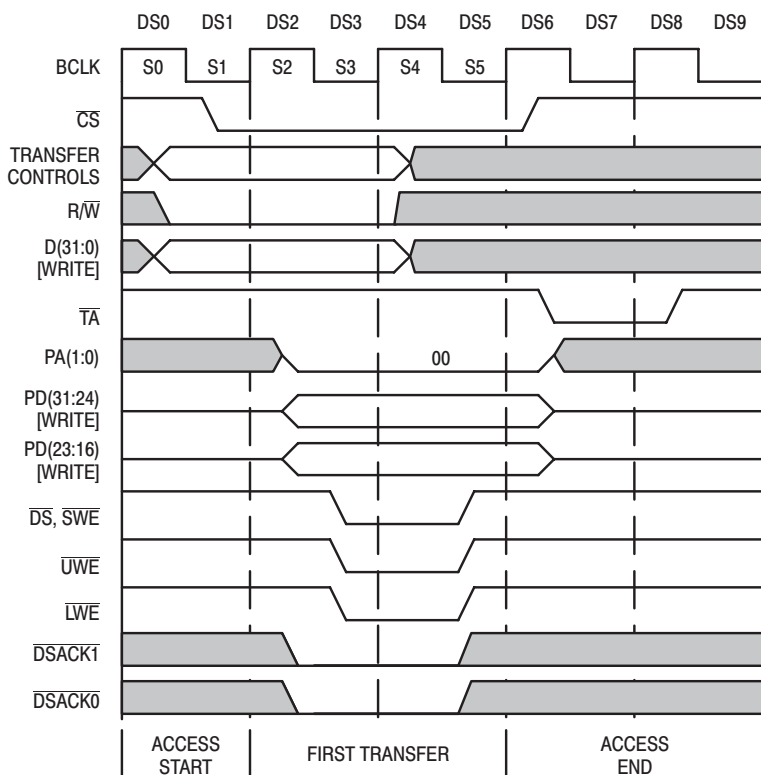 DS0 DS1 DS2 DS3 DS4 DS5 DS6 DS7 DS8 DS9
BCLK S0 S1 S2 S3 S4 S5
CS
TRANSFER
CONTROLS
R/W
D(31:0)
[WRITE]
TA
PA(1:0) 00
PD(31:24)
[WRITE]
PD(23:16)
[WRITE]
DS, SWE
UWE
LWE
DSACK1
DSACK0
ACCESS
START
FIRST TRANSFER
ACCESS
END